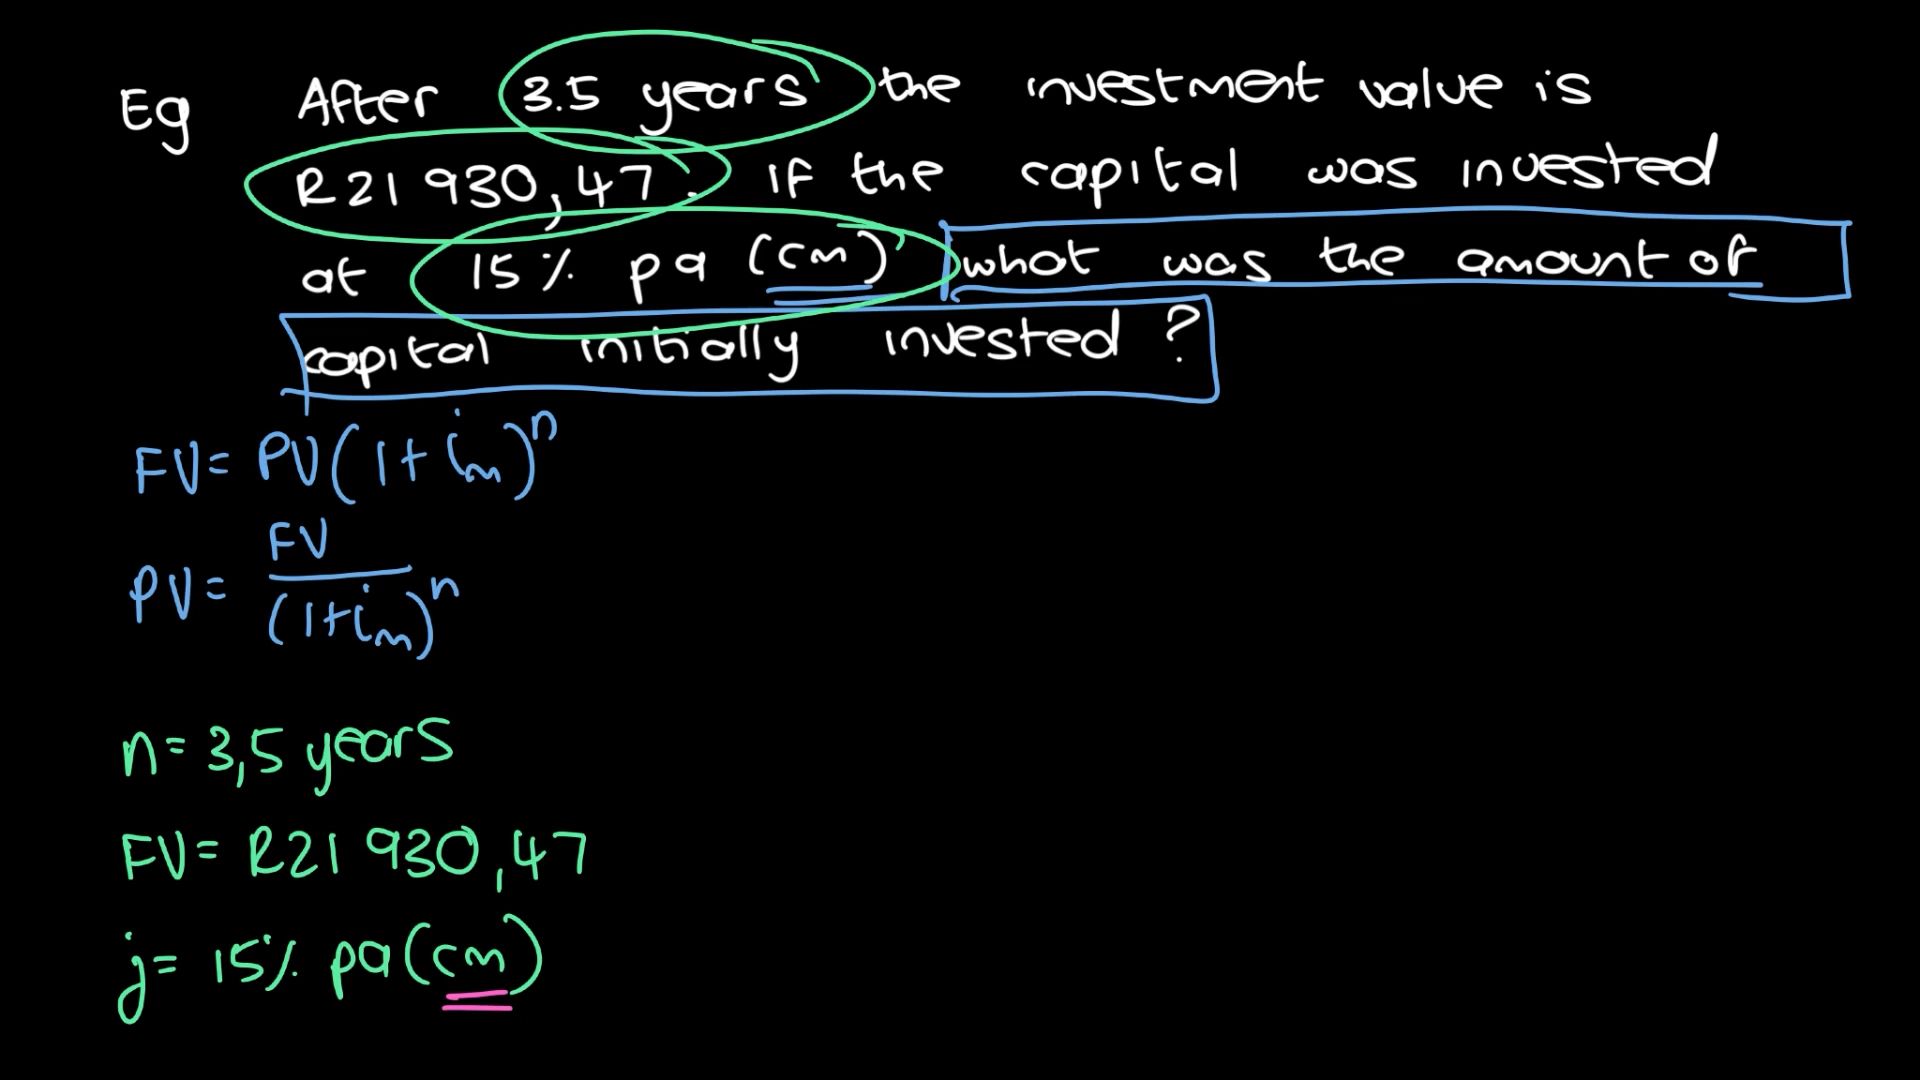 Eg After 3.5 years the investment value is
R21 930,47. If the capital was invested
at 15% pa (cm) what was the amount of
capital initially invested ?
FV= PV(1+im)^n
PV= FV/(1+im)^n
n= 3,5 years
FV= R21 930,47
j= 15% pa(cm)